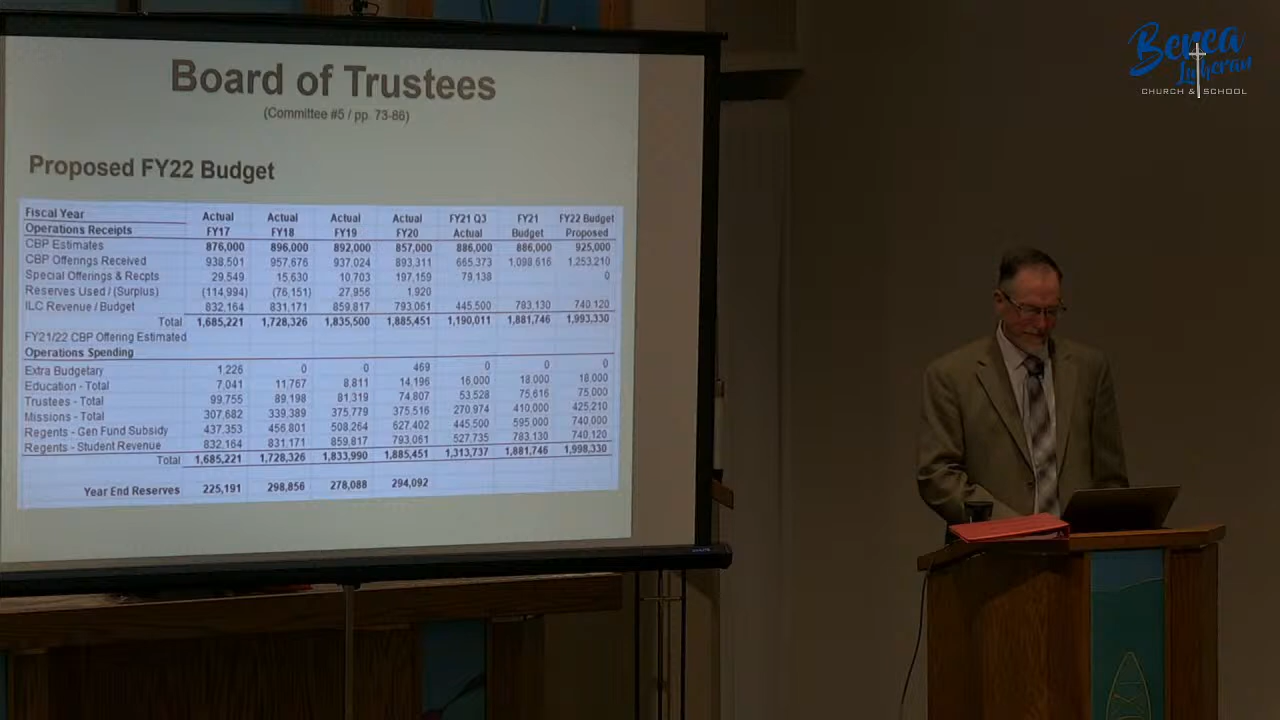 Berea
Lutheran
CHURCH & SCHOOL
Board of Trustees
(Committee #5 / pp. 73-86)
Proposed FY22 Budget
Fiscal Year Actual Actual Actual Actual FY21 Q3 FY21 FY22 Budget
Operations Receipts FY17 FY18 FY19 FY20 Actual Budget Proposed
CBP Estimates 876,000 896,000 892,000 857,000 886,000 886,000 925,000
CBP Offerings Received 938,501 957,676 937,024 893,311 665,373 1,098,616 1,253,210
Special Offerings & Recpts 29,549 15,630 10,703 197,159 79,138 0
Reserves Used / (Surplus) (114,994) (76,151) 27,956 1,920
ILC Revenue / Budget 832,164 831,171 859,817 793,061 445,500 783,130 740,120
Total 1,685,221 1,728,326 1,835,500 1,885,451 1,190,011 1,881,746 1,993,330
FY21/22 CBP Offering Estimated
Operations Spending
Extra Budgetary 1,226 0 0 469 0 0 0
Education - Total 7,041 11,767 8,811 14,196 16,000 18,000 18,000
Trustees - Total 99,755 89,198 81,319 74,807 53,528 75,616 75,000
Missions - Total 307,682 339,389 375,779 375,516 270,974 410,000 425,210
Regents - Gen Fund Subsidy 437,353 456,801 508,264 627,402 445,500 595,000 740,000
Regents - Student Revenue 832,164 831,171 859,817 793,061 527,735 783,130 740,120
Total 1,685,221 1,728,326 1,833,990 1,885,451 1,313,737 1,881,746 1,998,330
Year End Reserves 225,191 298,856 278,088 294,092